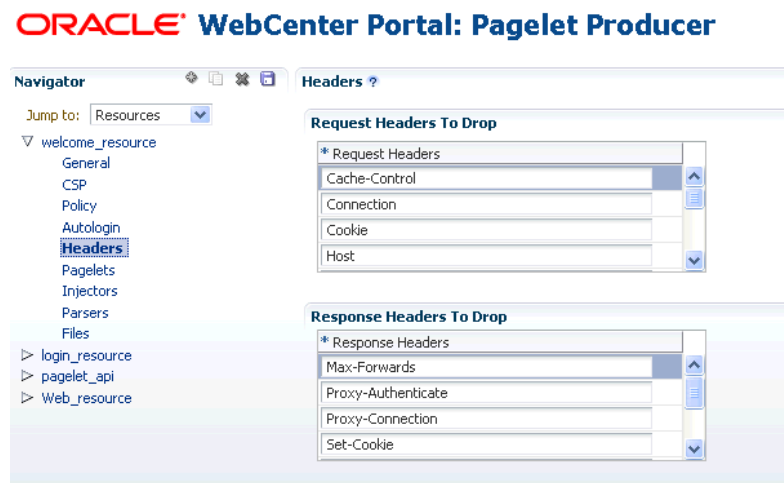 ORACLE® WebCenter Portal: Pagelet Producer
Navigator
Jump to: Resources
welcome_resource
General
CSP
Policy
Autologin
Headers
Pagelets
Injectors
Parsers
Files
login_resource
pagelet_api
Web_resource
Headers ?
Request Headers To Drop
* Request Headers
Cache-Control
Connection
Cookie
Host
Response Headers To Drop
* Response Headers
Max-Forwards
Proxy-Authenticate
Proxy-Connection
Set-Cookie